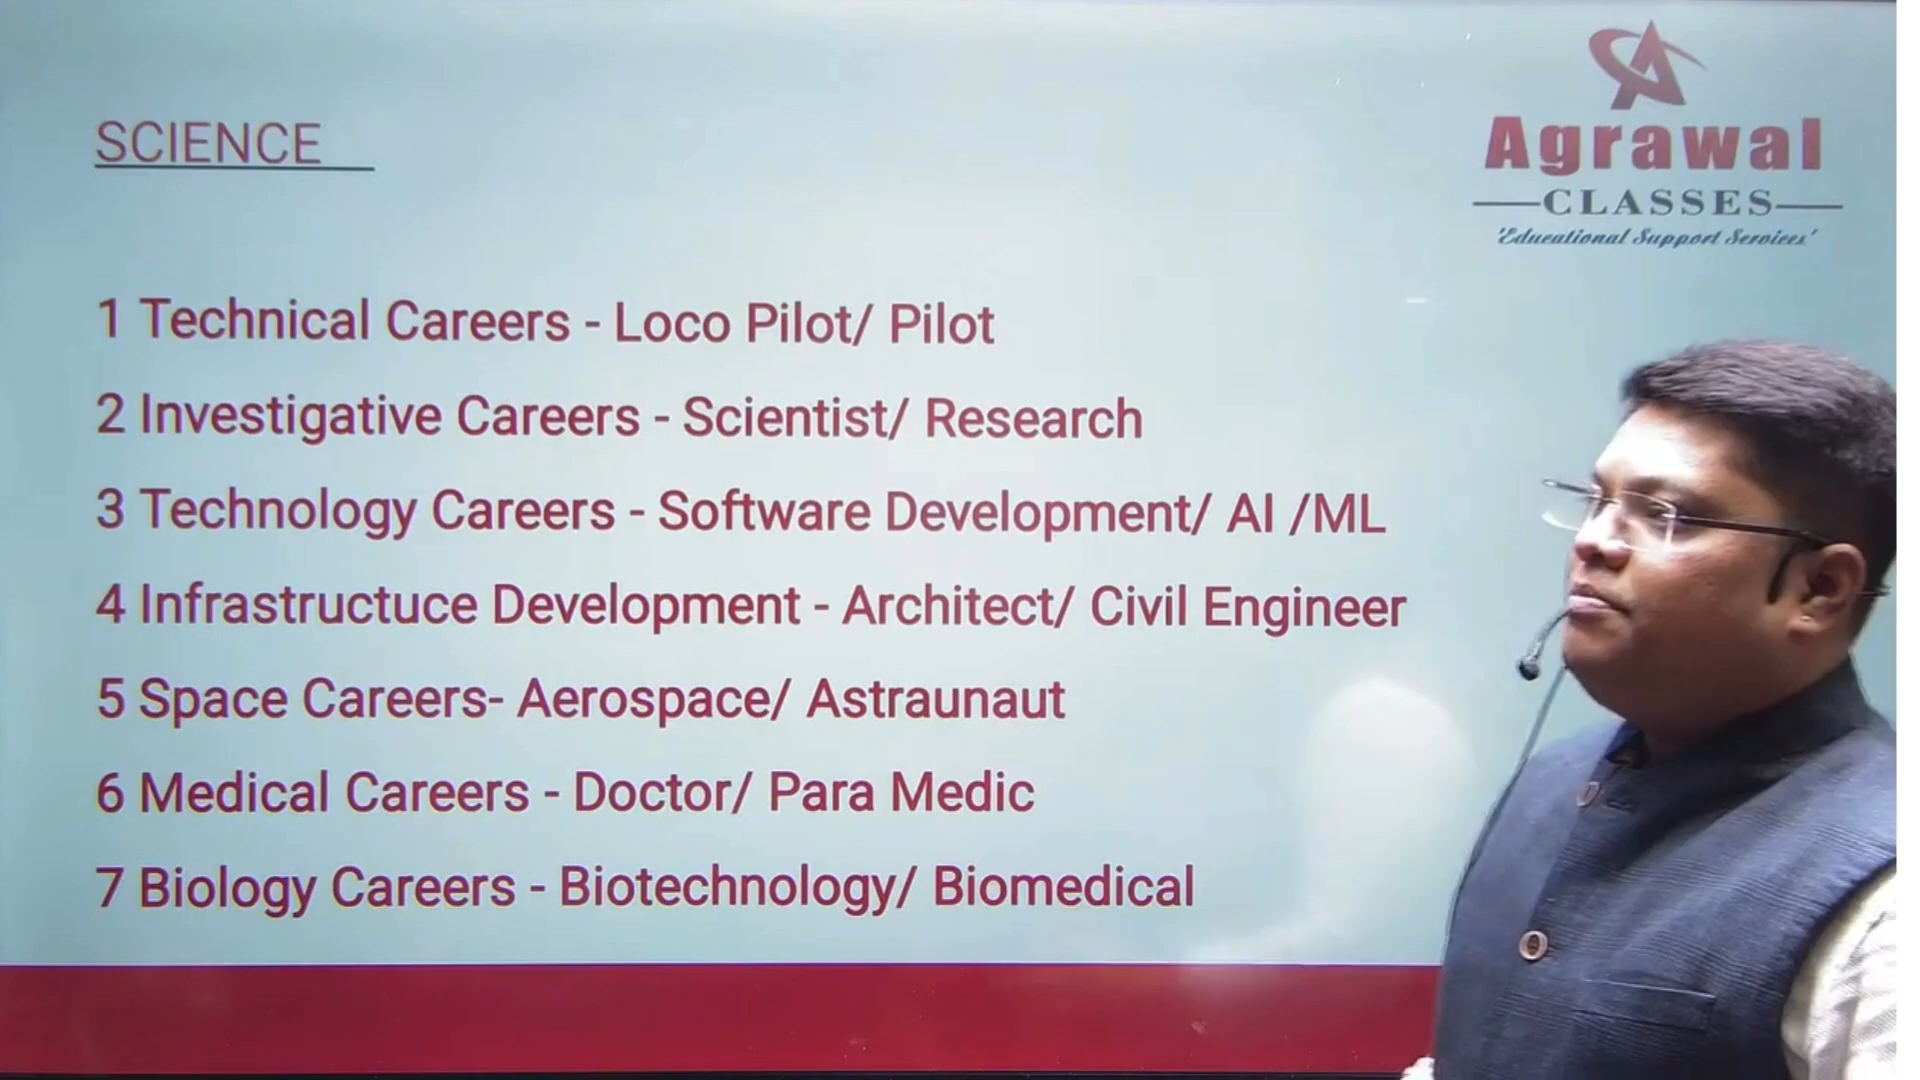 SCIENCE
Agrawal
CLASSES
'Educational Support Services'
1 Technical Careers - Loco Pilot/ Pilot
2 Investigative Careers - Scientist/ Research
3 Technology Careers - Software Development/ AI /ML
4 Infrastructuce Development - Architect/ Civil Engineer
5 Space Careers- Aerospace/ Astraunaut
6 Medical Careers - Doctor/ Para Medic
7 Biology Careers - Biotechnology/ Biomedical